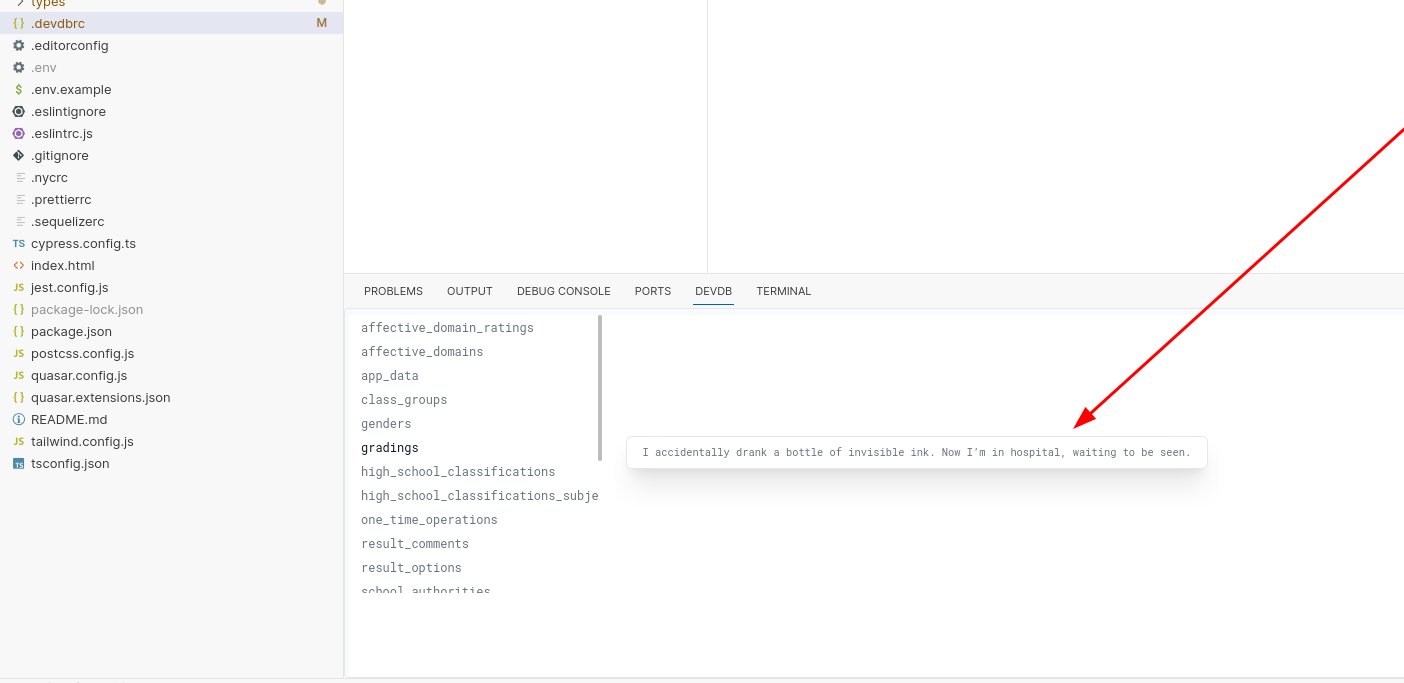 types
.devdbrc M
.editorconfig
.env
.env.example
.eslintignore
.eslintrc.js
.gitignore
.nycrc
.prettierrc
.sequelizerc
TS cypress.config.ts
index.html
JS jest.config.js
package-lock.json
package.json
JS postcss.config.js
JS quasar.config.js
quasar.extensions.json
README.md
JS tailwind.config.js
TS tsconfig.json
PROBLEMS OUTPUT DEBUG CONSOLE PORTS DEVDB TERMINAL
affective_domain_ratings
affective_domains
app_data
class_groups
genders
gradings
high_school_classifications
high_school_classifications_subje
one_time_operations
result_comments
result_options
school_authorities
I accidentally drank a bottle of invisible ink. Now I’m in hospital, waiting to be seen.